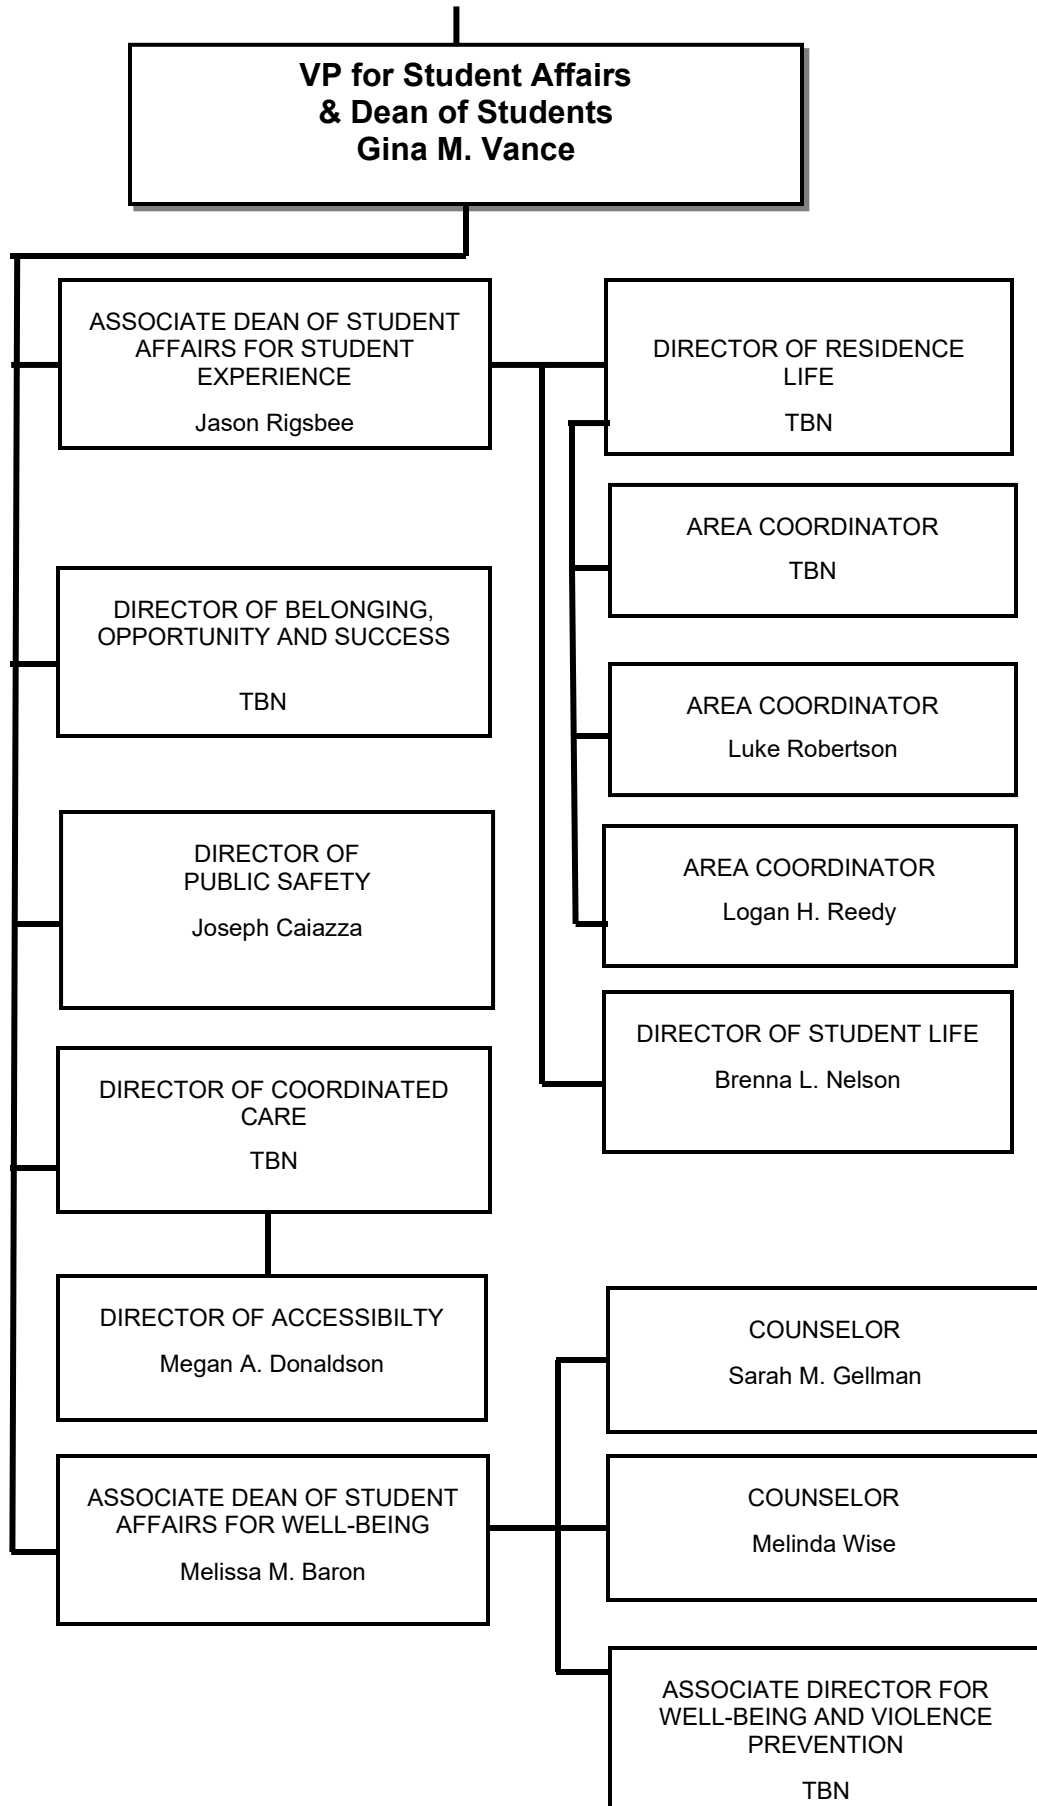 VP for Student Affairs
& Dean of Students
Gina M. Vance
ASSOCIATE DEAN OF STUDENT
AFFAIRS FOR STUDENT
EXPERIENCE
Jason Rigsbee
DIRECTOR OF RESIDENCE
LIFE
TBN
AREA COORDINATOR
TBN
AREA COORDINATOR
Luke Robertson
AREA COORDINATOR
Logan H. Reedy
DIRECTOR OF STUDENT LIFE
Brenna L. Nelson
DIRECTOR OF BELONGING,
OPPORTUNITY AND SUCCESS
TBN
DIRECTOR OF
PUBLIC SAFETY
Joseph Caiazza
DIRECTOR OF COORDINATED
CARE
TBN
DIRECTOR OF ACCESSIBILTY
Megan A. Donaldson
ASSOCIATE DEAN OF STUDENT
AFFAIRS FOR WELL-BEING
Melissa M. Baron
COUNSELOR
Sarah M. Gellman
COUNSELOR
Melinda Wise
ASSOCIATE DIRECTOR FOR
WELL-BEING AND VIOLENCE
PREVENTION
TBN